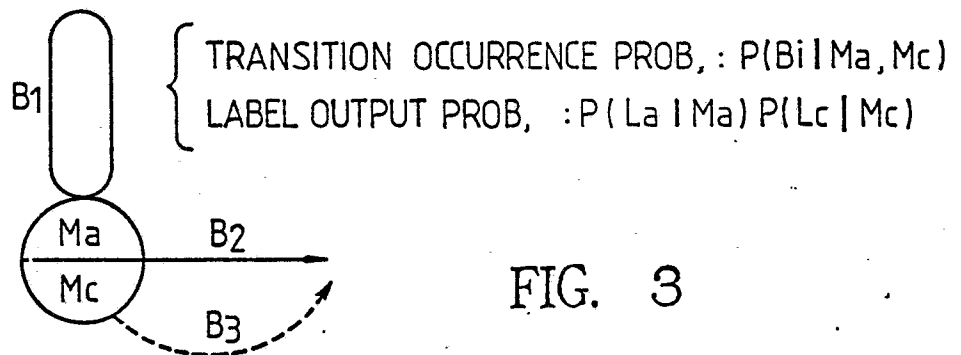 TRANSITION OCCURRENCE PROB, : P(Bi|Ma, Mc)
B1
LABEL OUTPUT PROB, : P(La|Ma) P(Lc|Mc)
Ma
B2
Mc
B3
FIG. 3